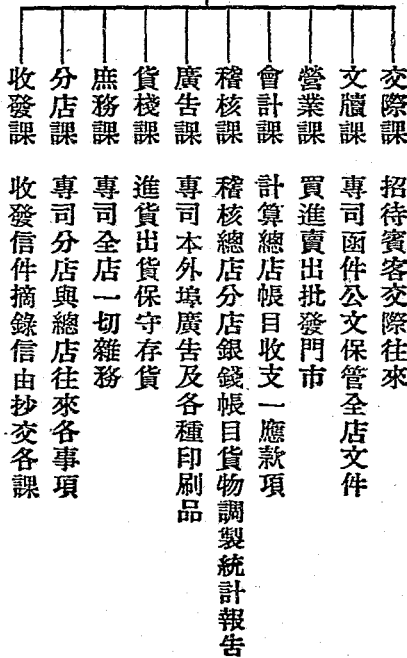 交際課 招待賓客交際往來
文牘課 專司函件公文保管全店文件
營業課 買進賣出批發門市
會計課 計算總店帳目收支一應款項
稽核課 稽核總店分店銀錢帳目貨物調製統計報告
廣告課 專司本外埠廣告及各種印刷品
貨棧課 進貨出貨保守存貨
庶務課 專司全店一切雜務
分店課 專司分店與總店往來各事項
收發課 收發信件摘錄信由抄交各課